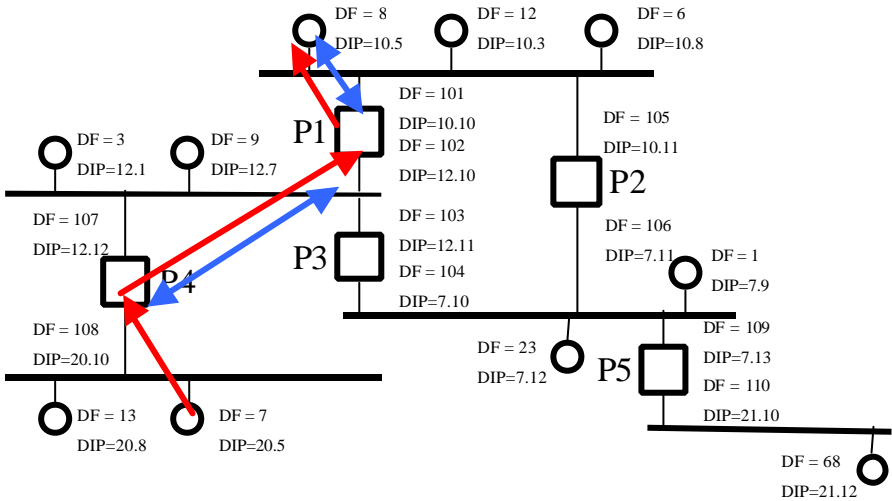 DF = 8
DIP=10.5
DF = 12
DIP=10.3
DF = 6
DIP=10.8
P1
DF = 101
DIP=10.10
DF = 102
DIP=12.10
DF = 105
DIP=10.11
P2
DF = 106
DIP=7.11
DF = 3
DIP=12.1
DF = 9
DIP=12.7
DF = 107
DIP=12.12
P4
DF = 108
DIP=20.10
P3
DF = 103
DIP=12.11
DF = 104
DIP=7.10
DF = 1
DIP=7.9
DF = 23
DIP=7.12
P5
DF = 109
DIP=7.13
DF = 110
DIP=21.10
DF = 13
DIP=20.8
DF = 7
DIP=20.5
DF = 68
DIP=21.12